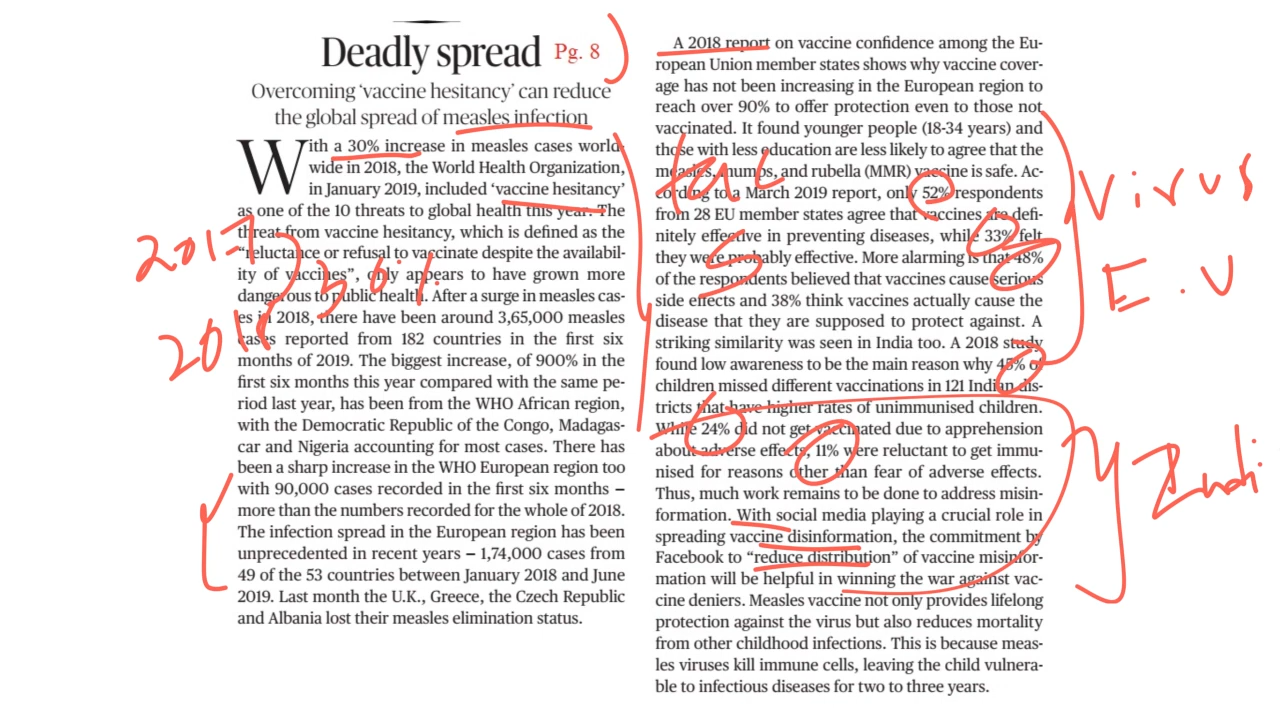 Deadly spread Pg. 8
Overcoming ‘vaccine hesitancy’ can reduce
the global spread of measles infection
With a 30% increase in measles cases world-
wide in 2018, the World Health Organization,
in January 2019, included ‘vaccine hesitancy’
as one of the 10 threats to global health this year. The
threat from vaccine hesitancy, which is defined as the
“reluctance or refusal to vaccinate despite the availabil-
ity of vaccines”, only appears to have grown more
dangerous to public health. After a surge in measles cas-
es in 2018, there have been around 3,65,000 measles
cases reported from 182 countries in the first six
months of 2019. The biggest increase, of 900% in the
first six months this year compared with the same pe-
riod last year, has been from the WHO African region,
with the Democratic Republic of the Congo, Madagas-
car and Nigeria accounting for most cases. There has
been a sharp increase in the WHO European region too
with 90,000 cases recorded in the first six months –
more than the numbers recorded for the whole of 2018.
The infection spread in the European region has been
unprecedented in recent years – 1,74,000 cases from
49 of the 53 countries between January 2018 and June
2019. Last month the U.K., Greece, the Czech Republic
and Albania lost their measles elimination status.
2017
2018
30%
A 2018 report on vaccine confidence among the Eu-
ropean Union member states shows why vaccine cover-
age has not been increasing in the European region to
reach over 90% to offer protection even to those not
vaccinated. It found younger people (18-34 years) and
those with less education are less likely to agree that the
measles, mumps, and rubella (MMR) vaccine is safe. Ac-
cording to a March 2019 report, only 52% respondents
from 28 EU member states agree that vaccines are defi-
nitely effective in preventing diseases, while 33% felt
they were probably effective. More alarming is that 48%
of the respondents believed that vaccines cause serious
side effects and 38% think vaccines actually cause the
disease that they are supposed to protect against. A
striking similarity was seen in India too. A 2018 study
found low awareness to be the main reason why 45% of
children missed different vaccinations in 121 Indian dis-
tricts that have higher rates of unimmunised children.
While 24% did not get vaccinated due to apprehension
about adverse effects, 11% were reluctant to get immu-
nised for reasons other than fear of adverse effects.
Thus, much work remains to be done to address misin-
formation. With social media playing a crucial role in
spreading vaccine disinformation, the commitment by
Facebook to “reduce distribution” of vaccine misinfor-
mation will be helpful in winning the war against vac-
cine deniers. Measles vaccine not only provides lifelong
protection against the virus but also reduces mortality
from other childhood infections. This is because meas-
les viruses kill immune cells, leaving the child vulnera-
ble to infectious diseases for two to three years.
Virus
E.U